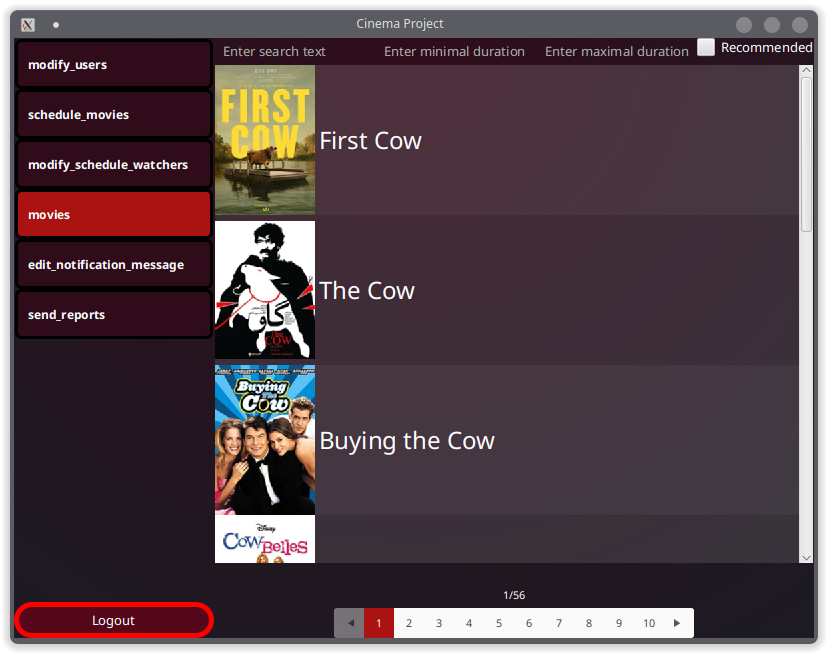 Cinema Project
modify_users
schedule_movies
modify_schedule_watchers
movies
edit_notification_message
send_reports
Logout
Enter search text
Enter minimal duration
Enter maximal duration
Recommended
FIRST
COW
First Cow
گاو
THE
COW
The Cow
Buying
The
Cow
Buying the Cow
Disney
COW BELLES
1/56
1 2 3 4 5 6 7 8 9 10